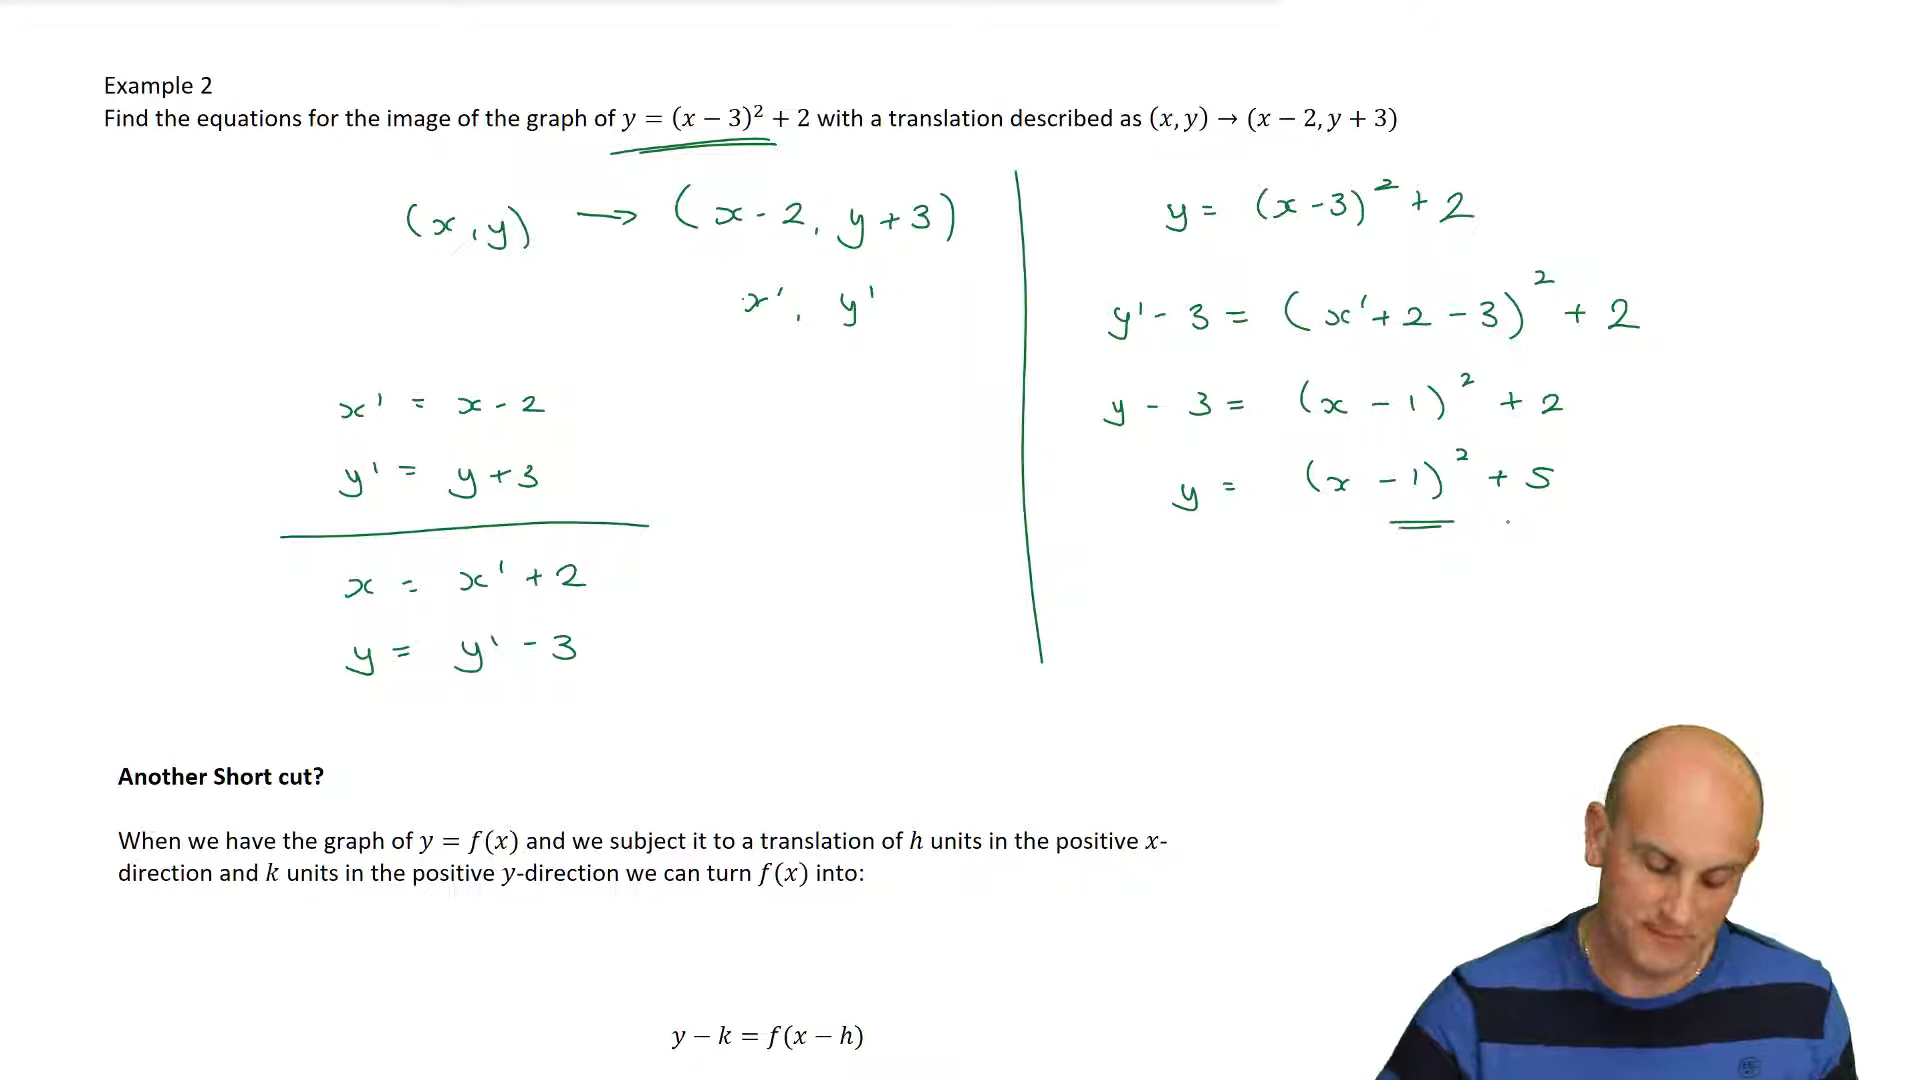 Example 2
Find the equations for the image of the graph of y = (x − 3)² + 2 with a translation described as (x, y) → (x − 2, y + 3)
(x, y) → (x - 2, y + 3)
x', y'
x' = x - 2
y' = y + 3
x = x' + 2
y = y' - 3
y = (x - 3)² + 2
y' - 3 = (x' + 2 - 3)² + 2
y - 3 = (x - 1)² + 2
y = (x - 1)² + 5
Another Short cut?
When we have the graph of y = f(x) and we subject it to a translation of h units in the positive x-
direction and k units in the positive y-direction we can turn f(x) into:
y − k = f(x − h)